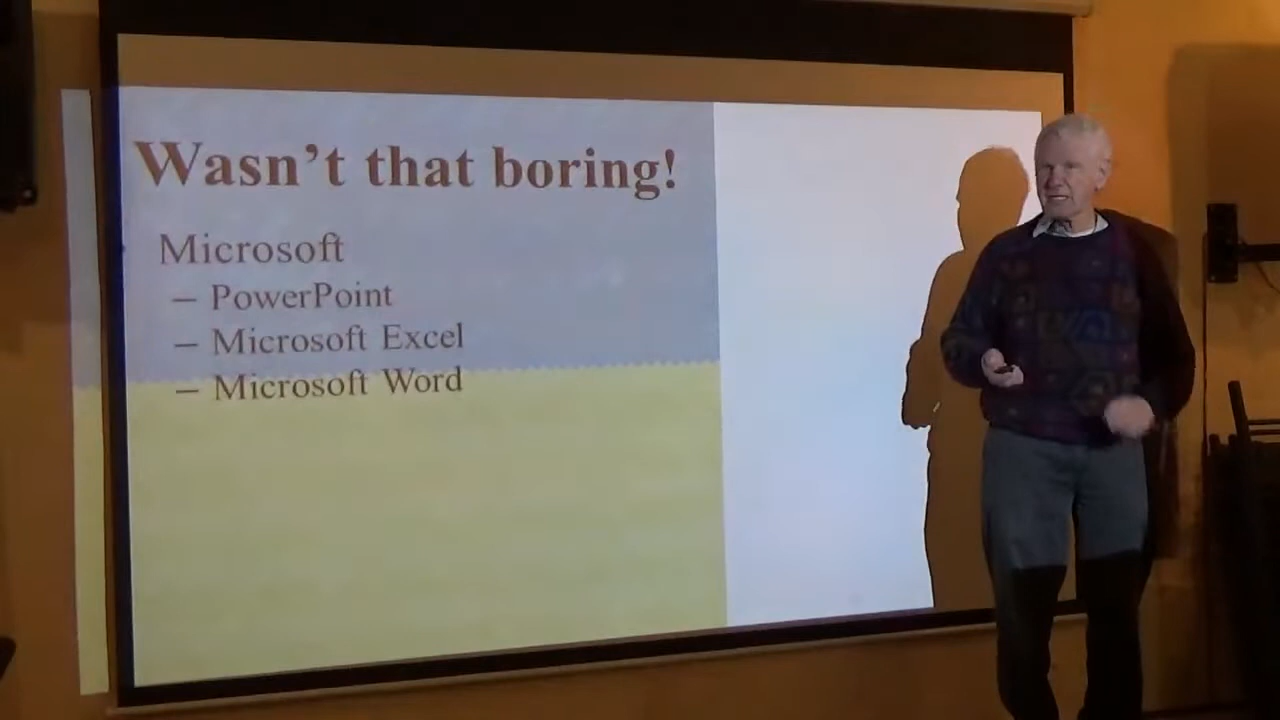 Wasn't that boring!
Microsoft
– PowerPoint
– Microsoft Excel
– Microsoft Word